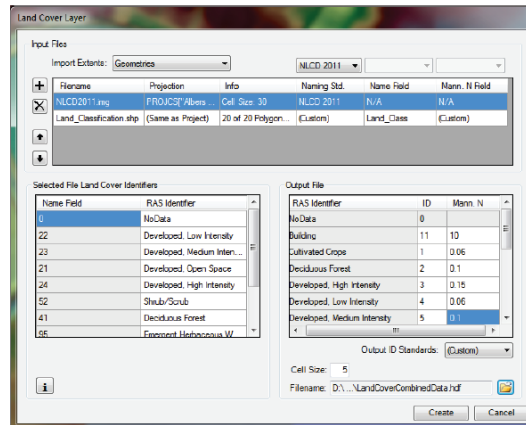 Land Cover Layer
Input Files
Import Extents: Geometries
NLCD 2011
Filename Projection Info Naming Std. Name Field Mann. N Field
NLCD2011.img PROJCS["Albers ... Cell Size: 30 NLCD 2011 N/A N/A
Land_Classification.shp (Same as Project) 20 of 20 Polygon... (Custom) Land_Class (Custom)
Selected File Land Cover Identifiers
Name Field RAS Identifier
0 NoData
22 Developed, Low Intensity
23 Developed, Medium Inten...
21 Developed, Open Space
24 Developed, High Intensity
52 Shrub/Scrub
41 Deciduous Forest
95 Emergent Herbaceous W
Output File
RAS Identifier ID Mann. N
NoData 0
Building 11 10
Cultivated Crops 1 0.06
Deciduous Forest 2 0.1
Developed, High Intensity 3 0.15
Developed, Low Intensity 4 0.06
Developed, Medium Intensity 5 0.1
Output ID Standards: (Custom)
Cell Size: 5
Filename: D:\...\LandCoverCombinedData.hdf
Create Cancel